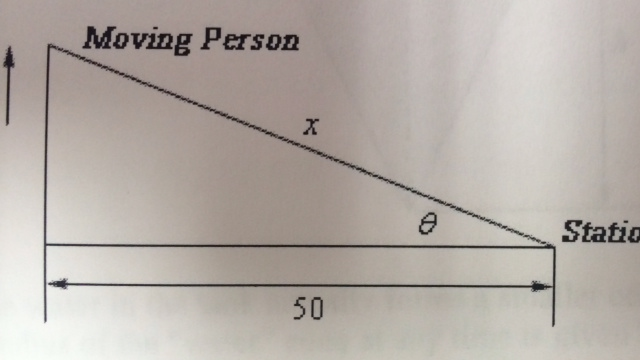 Moving Person
x
θ
Statio
50